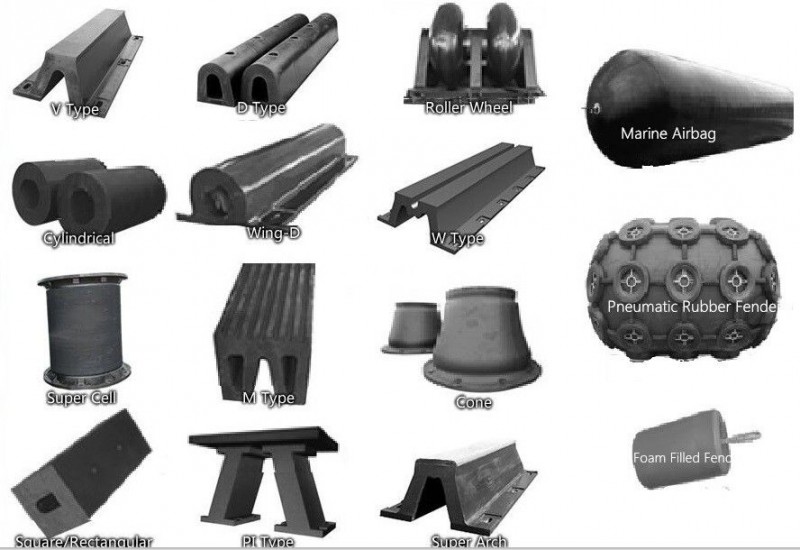 V Type
D Type
Roller Wheel
Marine Airbag
Cylindrical
Wing-D
W Type
Pneumatic Rubber Fender
Super Cell
M Type
Cone
Foam Filled Fend
Square/Rectangular
PI Type
Super Arch